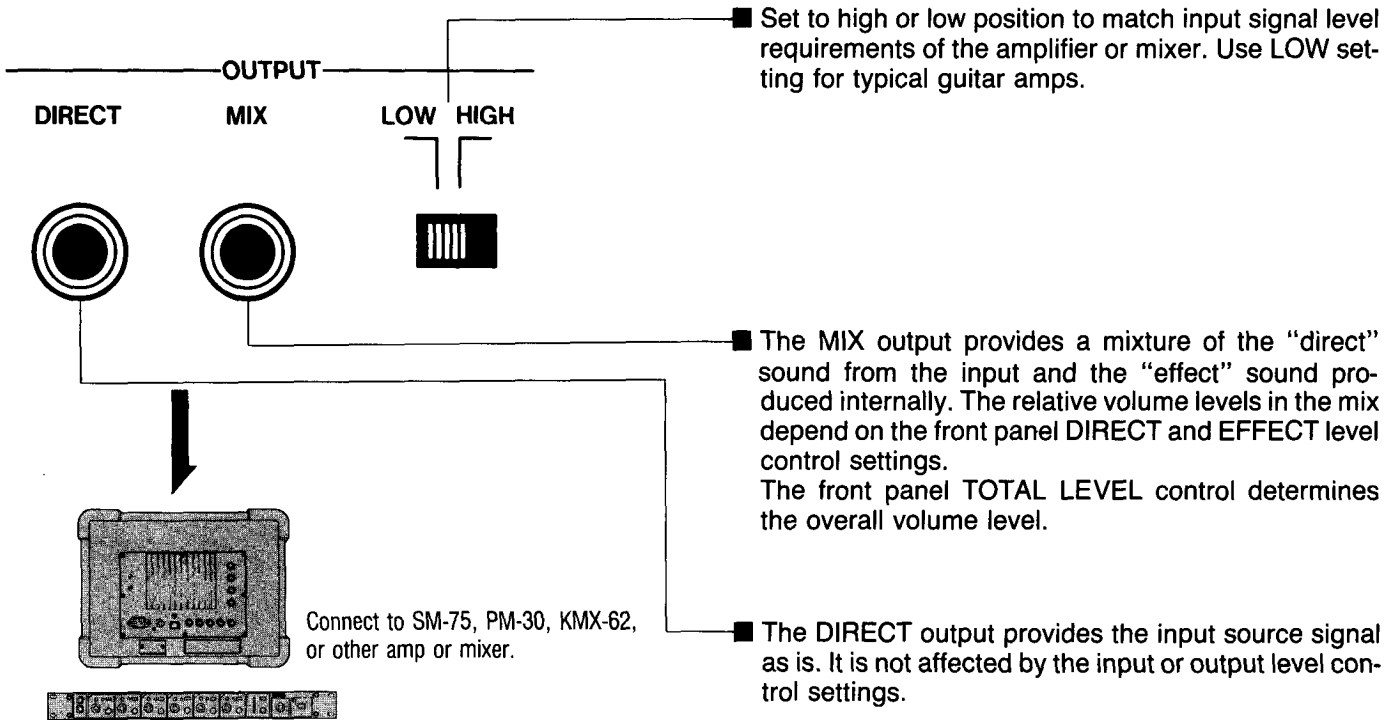 OUTPUT
DIRECT MIX LOW HIGH
■ Set to high or low position to match input signal level
requirements of the amplifier or mixer. Use LOW set-
ting for typical guitar amps.
■ The MIX output provides a mixture of the “direct”
sound from the input and the “effect” sound pro-
duced internally. The relative volume levels in the mix
depend on the front panel DIRECT and EFFECT level
control settings.
The front panel TOTAL LEVEL control determines
the overall volume level.
Connect to SM-75, PM-30, KMX-62,
or other amp or mixer.
■ The DIRECT output provides the input source signal
as is. It is not affected by the input or output level con-
trol settings.